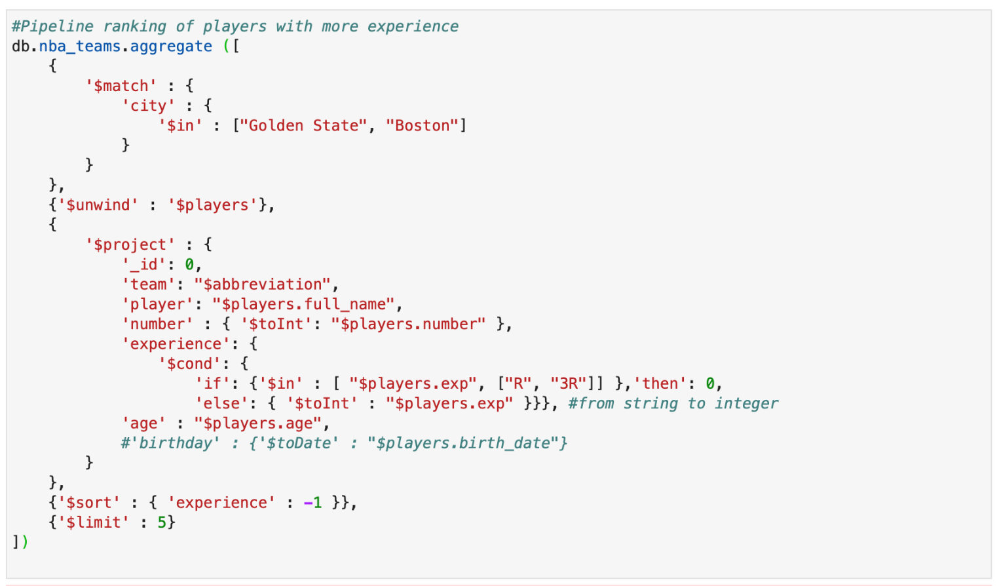 #Pipeline ranking of players with more experience
db.nba_teams.aggregate ([
    {
        '$match' : {
            'city' : {
                '$in' : ["Golden State", "Boston"]
            }
        }
    },
    {'$unwind' : '$players'},
    {
        '$project' : {
            '_id': 0,
            'team': "$abbreviation",
            'player': "$players.full_name",
            'number' : { '$toInt': "$players.number" },
            'experience': {
                '$cond': {
                    'if': {'$in' : [ "$players.exp", ["R", "3R"]] },'then': 0,
                    'else': { '$toInt' : "$players.exp" }}}, #from string to integer
            'age' : "$players.age",
            #'birthday' : {'$toDate' : "$players.birth_date"}
        }
    },
    {'$sort' : { 'experience' : -1 }},
    {'$limit' : 5}
])